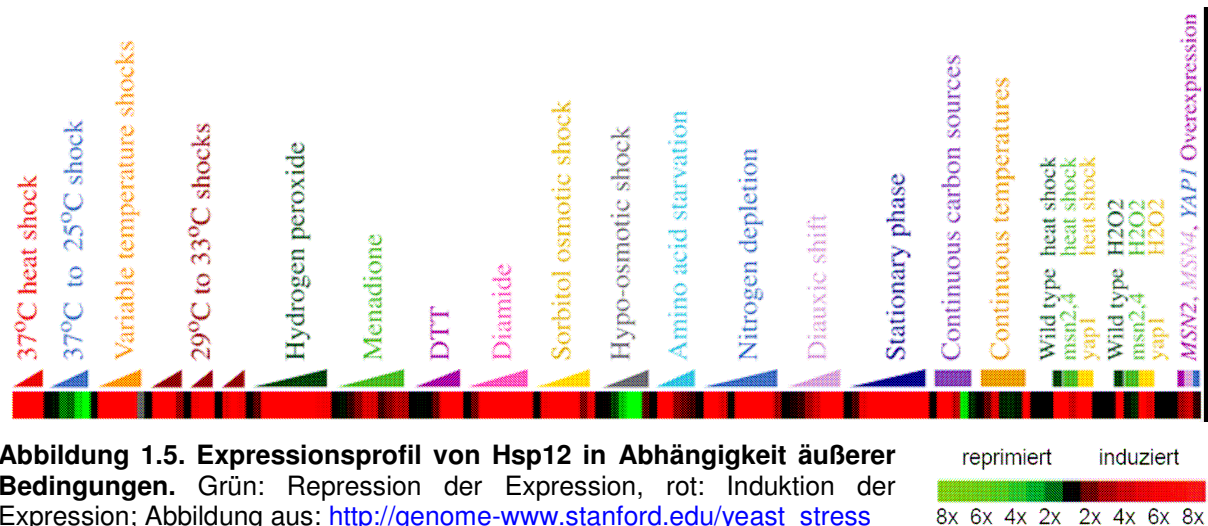 37°C heat shock
37°C to 25°C shock
Variable temperature shocks
29°C to 33°C shocks
Hydrogen peroxide
Menadione
DTT
Diamide
Sorbitol osmotic shock
Hypo-osmotic shock
Amino acid starvation
Nitrogen depletion
Diauxic shift
Stationary phase
Continuous carbon sources
Continuous temperatures
Wild type heat shock
msn2,4 heat shock
yap1 heat shock
Wild type H2O2
msn2,4 H2O2
yap1 H2O2
MSN2, MSN4, YAP1 Overexpression
Abbildung 1.5. Expressionsprofil von Hsp12 in Abhängigkeit äußerer
Bedingungen. Grün: Repression der Expression, rot: Induktion der
Expression; Abbildung aus: http://genome-www.stanford.edu/yeast_stress
reprimiert induziert
8x 6x 4x 2x 2x 4x 6x 8x